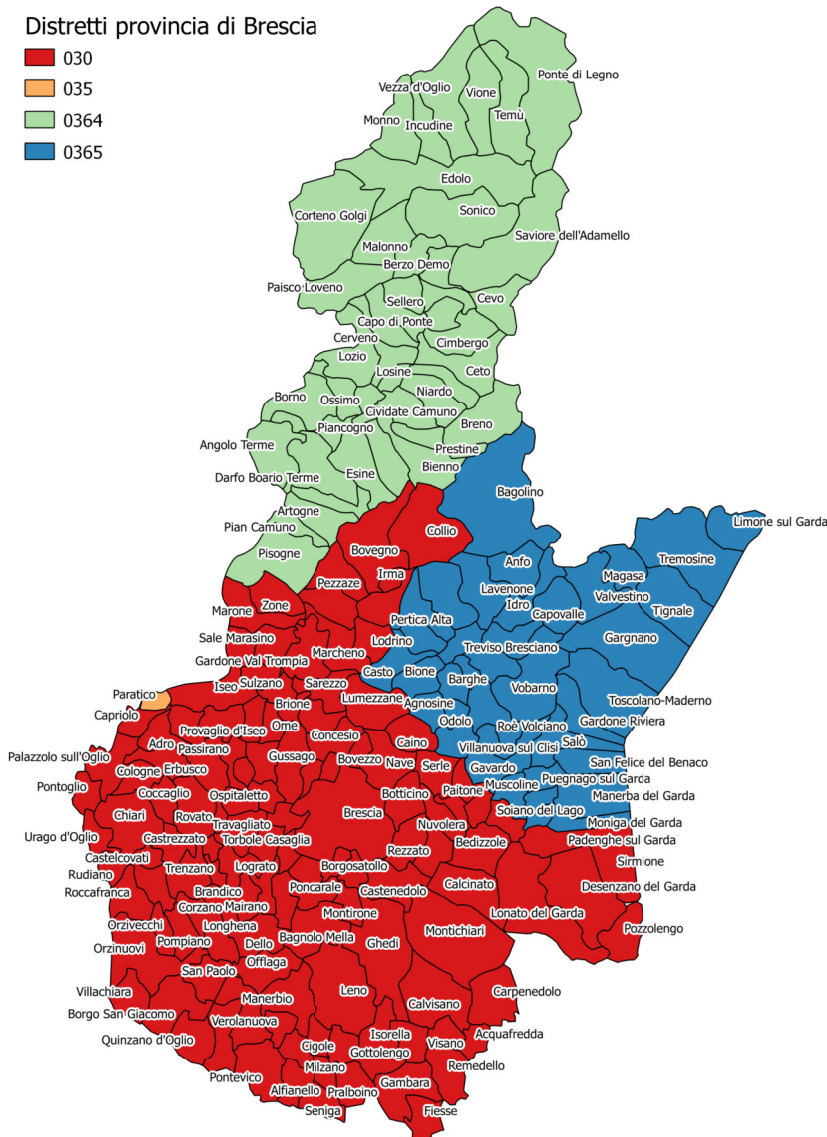 Distretti provincia di Brescia
030
035
0364
0365
Ponte di Legno
Vezza d'Oglio
Vione
Temù
Monno
Incudine
Edolo
Corteno Golgi
Sonico
Saviore dell'Adamello
Malonno
Berzo Demo
Paisco Loveno
Sellero
Cevo
Capo di Ponte
Cerveno
Cimbergo
Lozio
Losine
Ceto
Niardo
Borno
Ossimo
Cividate Camuno
Piancogno
Breno
Angolo Terme
Prestine
Bienno
Darfo Boario Terme
Esine
Bagolino
Artogne
Pian Camuno
Limone sul Garda
Collio
Bovegno
Pisogne
Anfo
Tremosine
Irma
Pezzaze
Magasa
Lavenone
Valvestino
Idro
Marone
Zone
Capovalle
Tignale
Pertica Alta
Sale Marasino
Lodrino
Gargnano
Marcheno
Treviso Bresciano
Gardone Val Trompia
Casto
Bione
Barghe
Iseo
Sulzano
Sarezzo
Vobarno
Paratico
Lumezzane
Agnosine
Toscolano-Maderno
Brione
Capriolo
Odolo
Roè Volciano
Gardone Riviera
Provaglio d'Iseo
Ome
Concesio
Adro
Passirano
Caino
Villanuova sul Clisi
Salò
Palazzolo sull'Oglio
Gussago
Bovezzo
Nave
Serle
Gavardo
San Felice del Benaco
Cologne
Erbusco
Puegnago sul Garca
Pontoglio
Muscoline
Coccaglio
Ospitaletto
Botticino
Paitone
Manerba del Garda
Chiari
Rovato
Brescia
Soiano del Lago
Travagliato
Nuvolera
Moniga del Garda
Urago d'Oglio
Castrezzato
Torbole Casaglia
Bedizzole
Padenghe sul Garda
Castelcovati
Rezzato
Trenzano
Lograto
Borgosatollo
Sirmione
Rudiano
Calcinato
Roccafranca
Brandico
Poncarale
Castenedolo
Desenzano del Garda
Corzano
Mairano
Montirone
Lonato del Garda
Orzivecchi
Longhena
Montichiari
Pozzolengo
Pompiano
Bagnolo Mella
Orzinuovi
Dello
Ghedi
Offlaga
San Paolo
Villachiara
Leno
Carpenedolo
Manerbio
Calvisano
Borgo San Giacomo
Verolanuova
Quinzano d'Oglio
Isorella
Acquafredda
Cigole
Visano
Gottolengo
Milzano
Remedello
Pontevico
Gambara
Alfianello
Pralboino
Seniga
Fiesse